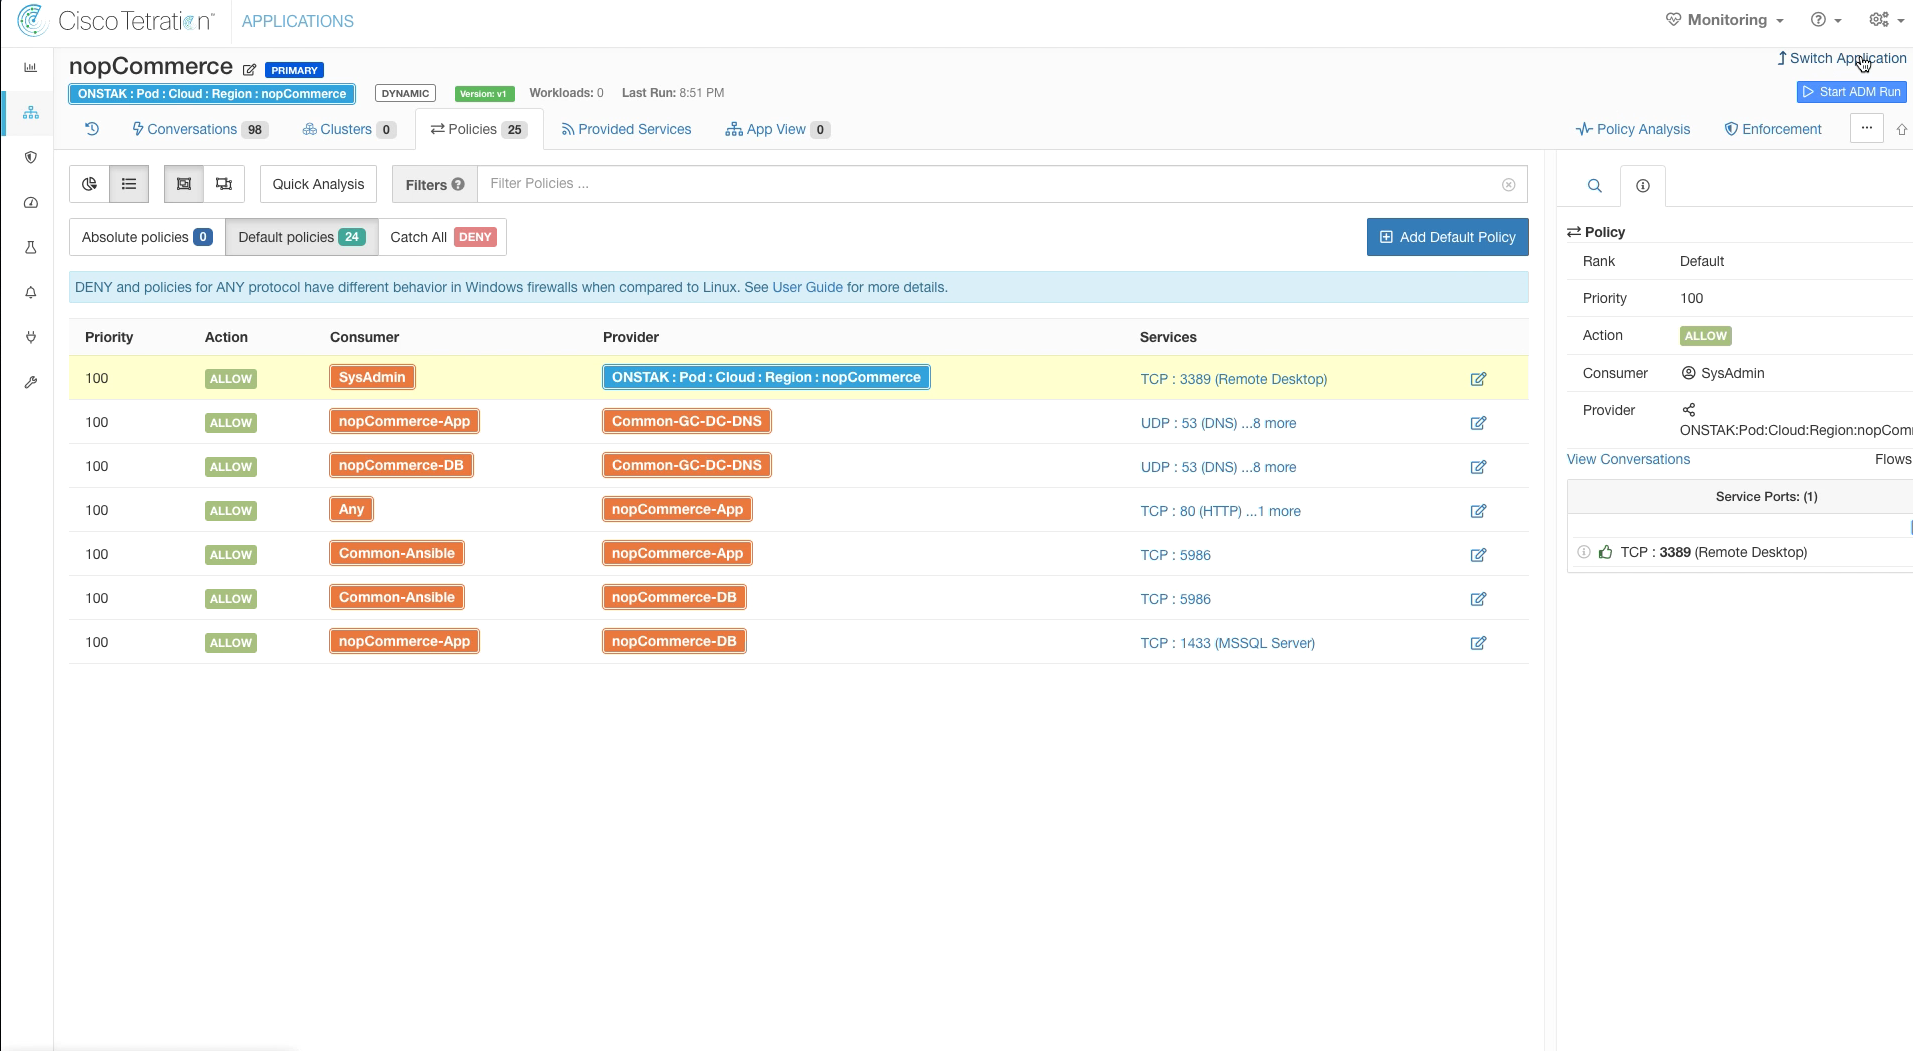 Cisco Tetration™ APPLICATIONS Monitoring
nopCommerce PRIMARY Switch Application
ONSTAK : Pod : Cloud : Region : nopCommerce DYNAMIC Version: v1 Workloads: 0 Last Run: 8:51 PM Start ADM Run
Conversations 98 Clusters 0 Policies 25 Provided Services App View 0 Policy Analysis Enforcement ...
Quick Analysis Filters ? Filter Policies ...
Absolute policies 0 Default policies 24 Catch All DENY Add Default Policy
DENY and policies for ANY protocol have different behavior in Windows firewalls when compared to Linux. See User Guide for more details.
Priority Action Consumer Provider Services
100 ALLOW SysAdmin ONSTAK : Pod : Cloud : Region : nopCommerce TCP : 3389 (Remote Desktop)
100 ALLOW nopCommerce-App Common-GC-DC-DNS UDP : 53 (DNS) ...8 more
100 ALLOW nopCommerce-DB Common-GC-DC-DNS UDP : 53 (DNS) ...8 more
100 ALLOW Any nopCommerce-App TCP : 80 (HTTP) ...1 more
100 ALLOW Common-Ansible nopCommerce-App TCP : 5986
100 ALLOW Common-Ansible nopCommerce-DB TCP : 5986
100 ALLOW nopCommerce-App nopCommerce-DB TCP : 1433 (MSSQL Server)
Policy
Rank Default
Priority 100
Action ALLOW
Consumer SysAdmin
Provider
ONSTAK:Pod:Cloud:Region:nopCom
View Conversations Flows
Service Ports: (1)
TCP : 3389 (Remote Desktop)